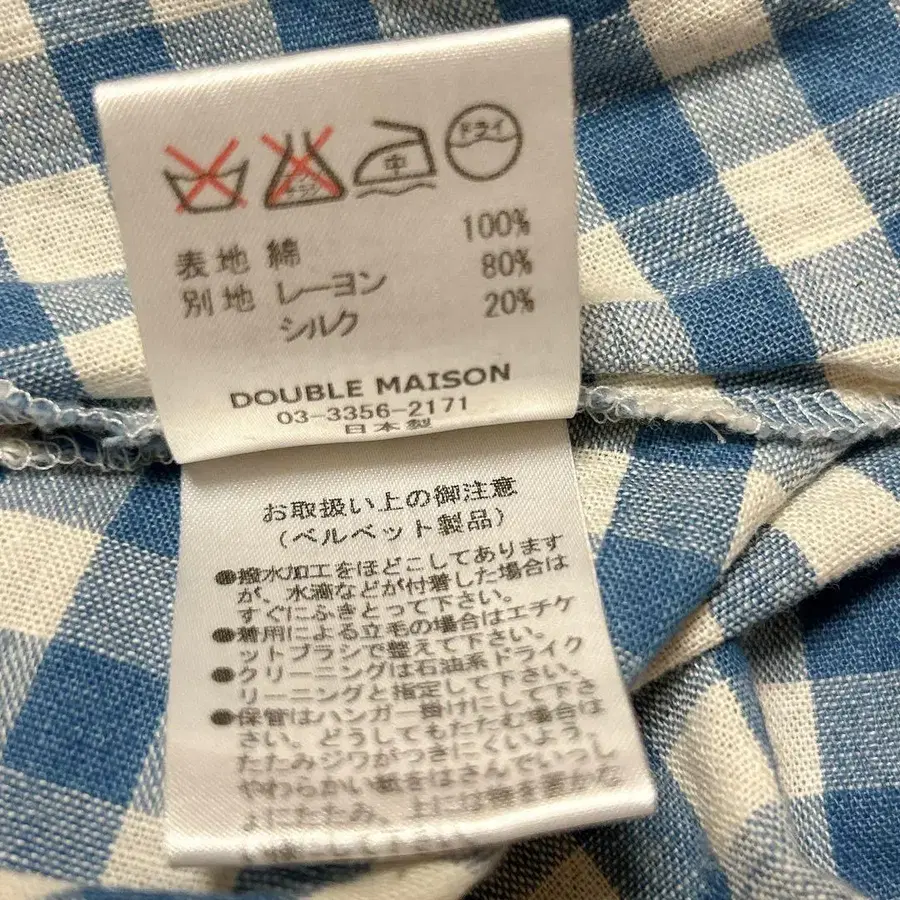 ドライ
中
表地 綿 100%
別地 レーヨン 80%
シルク 20%
DOUBLE MAISON
03-3356-2171
日本製
お取扱い上の御注意
(ベルベット製品)
●撥水加工をほどこしてあります
が、水滴などが付着した場合は
すぐにふきとって下さい。
●着用による立毛の場合はエチケ
ットブラシで整えて下さい。
●クリーニングは石油系ドライク
リーニングと指定して下さい。
●保管はハンガー掛けにして下
さい。どうしてもたたむ場合は
たたみジワがつきにくいよう、
やわらかい紙をはさんでいっし
ょにたたみ、上には物を置かな
い様にして下さい。